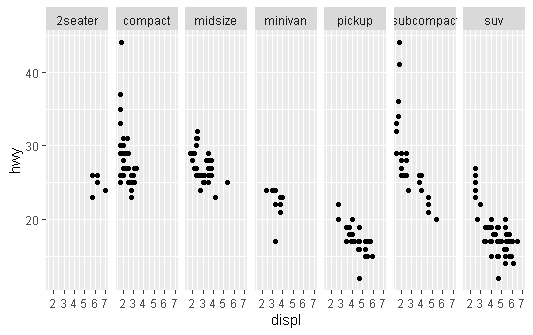 2seater compact midsize minivan pickup subcompact suv
40
hwy
30
20
2 3 4 5 6 7 2 3 4 5 6 7 2 3 4 5 6 7 2 3 4 5 6 7 2 3 4 5 6 7 2 3 4 5 6 7 2 3 4 5 6 7
displ